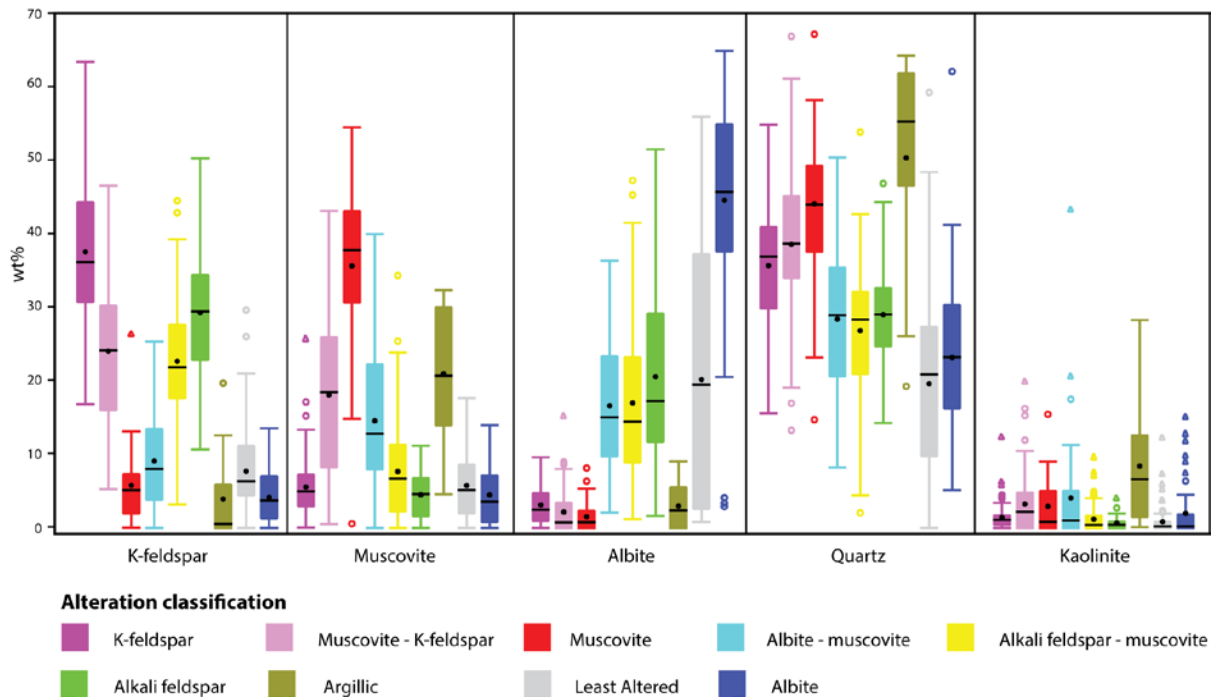 70
60
50
40
30
20
10
0
wt%
K-feldspar Muscovite Albite Quartz Kaolinite
Alteration classification
K-feldspar Muscovite - K-feldspar Muscovite Albite - muscovite Alkali feldspar - muscovite
Alkali feldspar Argillic Least Altered Albite